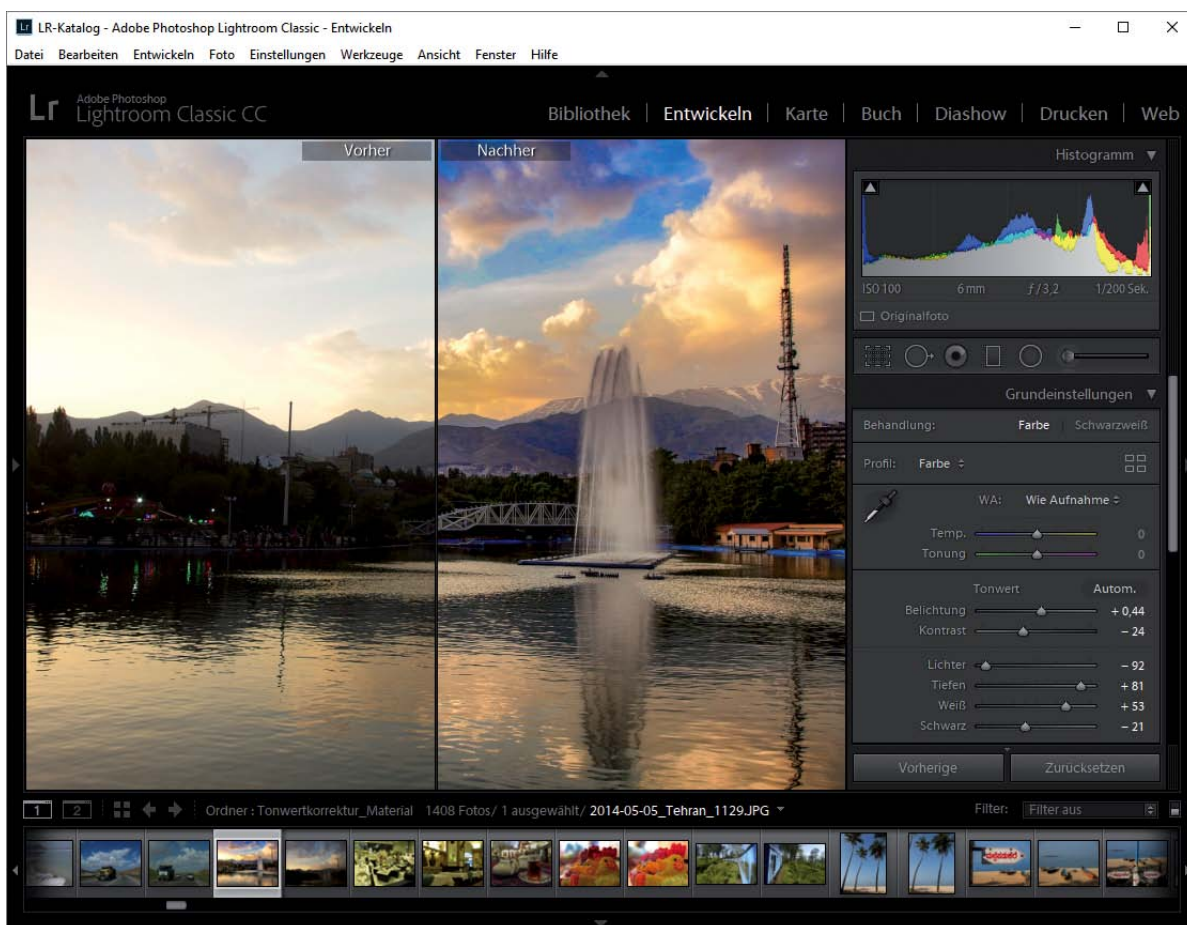 LR-Katalog - Adobe Photoshop Lightroom Classic - Entwickeln
Datei Bearbeiten Entwickeln Foto Einstellungen Werkzeuge Ansicht Fenster Hilfe
Lr Adobe Photoshop
Lightroom Classic CC
Bibliothek | Entwickeln | Karte | Buch | Diashow | Drucken | Web
Vorher
Nachher
Histogramm
ISO 100 6 mm ƒ / 3,2 1/200 Sek.
Originalfoto
Grundeinstellungen
Behandlung: Farbe | Schwarzweiß
Profil: Farbe
WA: Wie Aufnahme
Temp. 0
Tonung 0
Tonwert Autom.
Belichtung + 0,44
Kontrast − 24
Lichter − 92
Tiefen + 81
Weiß + 53
Schwarz − 21
Vorherige Zurücksetzen
1 2 Ordner : Tonwertkorrektur_Material 1408 Fotos/ 1 ausgewählt/ 2014-05-05_Tehran_1129.JPG Filter: Filter aus